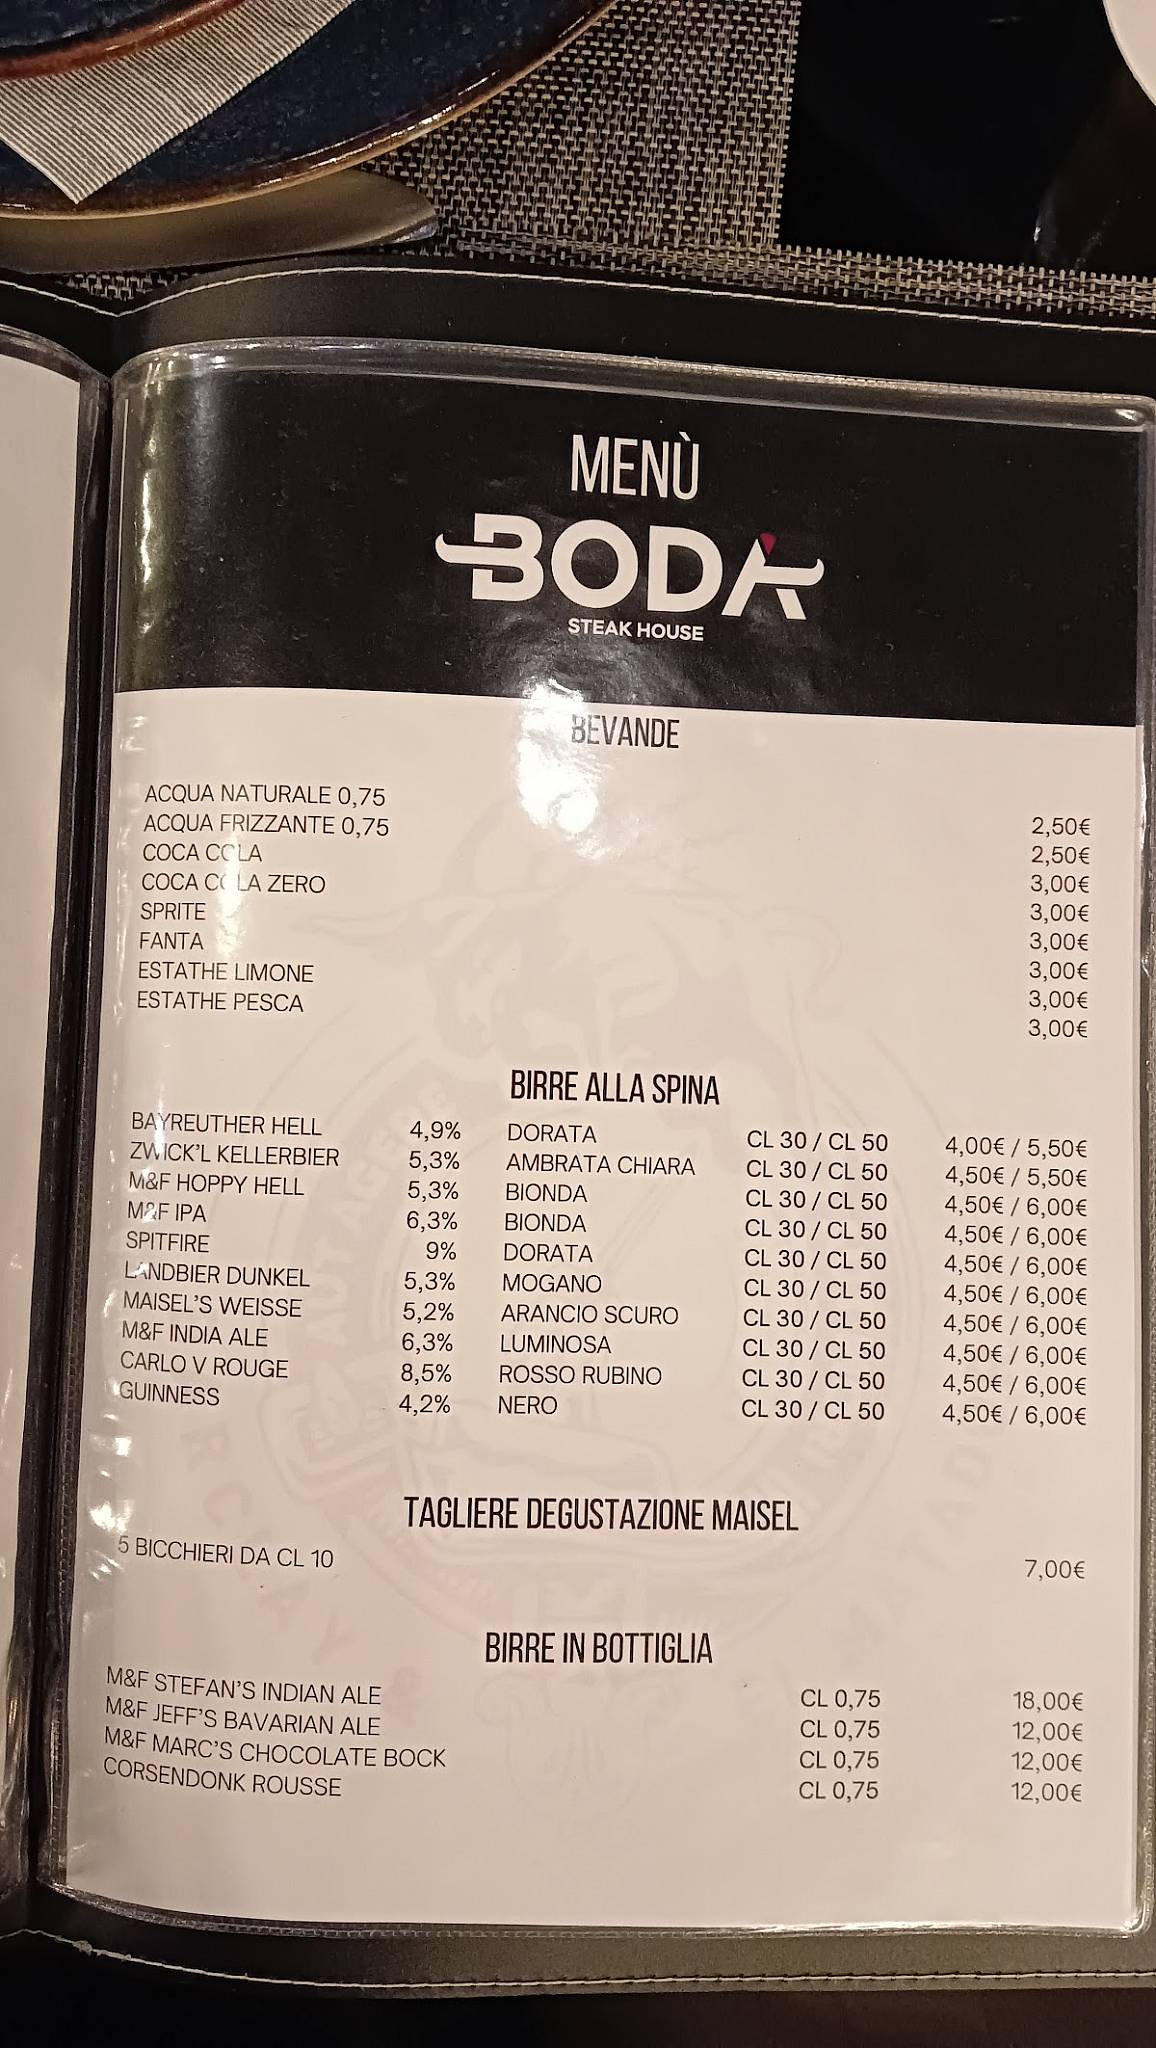 MENÙ
BODÀ
STEAK HOUSE
BEVANDE
ACQUA NATURALE 0,75 2,50€
ACQUA FRIZZANTE 0,75 2,50€
COCA COLA 3,00€
COCA COLA ZERO 3,00€
SPRITE 3,00€
FANTA 3,00€
ESTATHE LIMONE 3,00€
ESTATHE PESCA 3,00€
BIRRE ALLA SPINA
BAYREUTHER HELL 4,9% DORATA CL 30 / CL 50 4,00€ / 5,50€
ZWICK'L KELLERBIER 5,3% AMBRATA CHIARA CL 30 / CL 50 4,50€ / 5,50€
M&F HOPPY HELL 5,3% BIONDA CL 30 / CL 50 4,50€ / 6,00€
M&F IPA 6,3% BIONDA CL 30 / CL 50 4,50€ / 6,00€
SPITFIRE 9% DORATA CL 30 / CL 50 4,50€ / 6,00€
LANDBIER DUNKEL 5,3% MOGANO CL 30 / CL 50 4,50€ / 6,00€
MAISEL'S WEISSE 5,2% ARANCIO SCURO CL 30 / CL 50 4,50€ / 6,00€
M&F INDIA ALE 6,3% LUMINOSA CL 30 / CL 50 4,50€ / 6,00€
CARLO V ROUGE 8,5% ROSSO RUBINO CL 30 / CL 50 4,50€ / 6,00€
GUINNESS 4,2% NERO CL 30 / CL 50 4,50€ / 6,00€
TAGLIERE DEGUSTAZIONE MAISEL
5 BICCHIERI DA CL 10 7,00€
BIRRE IN BOTTIGLIA
M&F STEFAN'S INDIAN ALE CL 0,75 18,00€
M&F JEFF'S BAVARIAN ALE CL 0,75 12,00€
M&F MARC'S CHOCOLATE BOCK CL 0,75 12,00€
CORSENDONK ROUSSE CL 0,75 12,00€